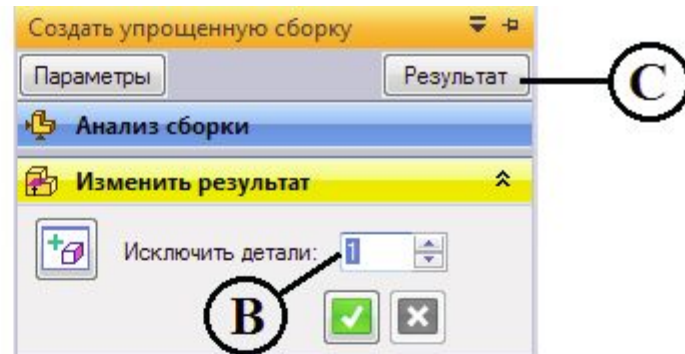 Создать упрощенную сборку
Параметры
Результат
C
Анализ сборки
Изменить результат
Исключить детали: 1
B